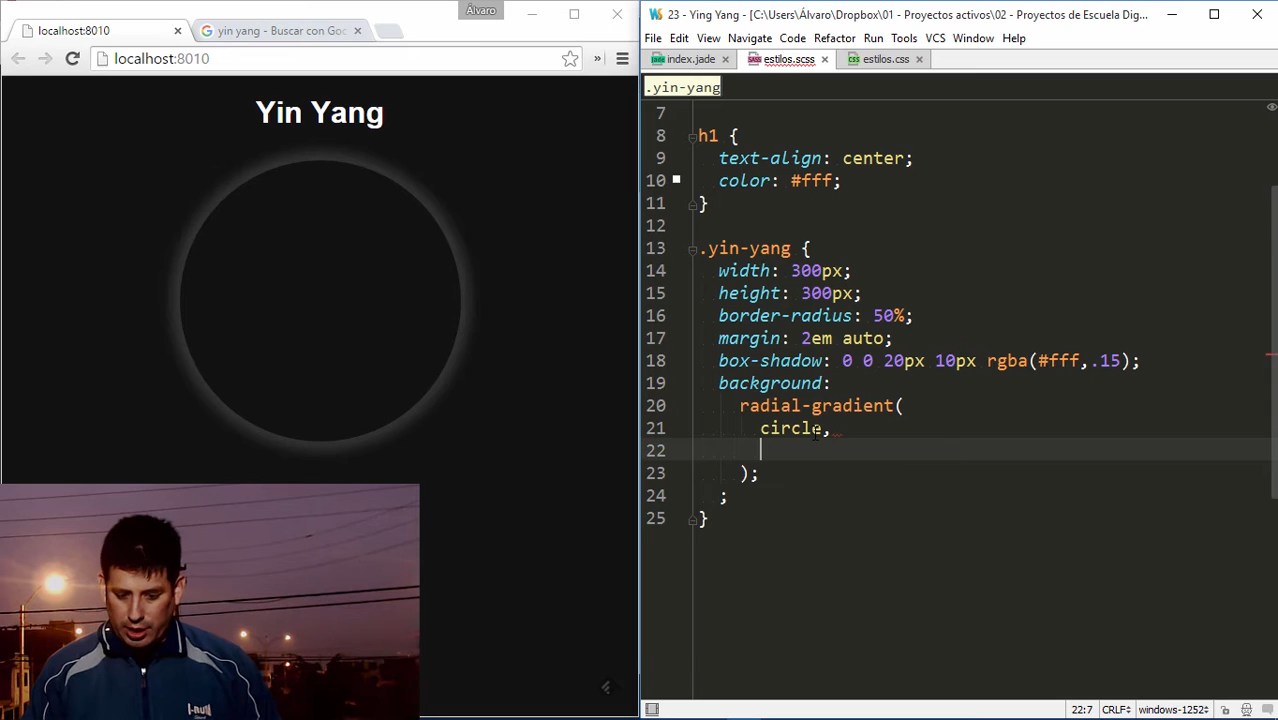 Álvaro
localhost:8010
yin yang - Buscar con Goo
localhost:8010
»
Yin Yang
23 - Ying Yang - [C:\Users\Álvaro\Dropbox\01 - Proyectos activos\02 - Proyectos de Escuela Dig...
File Edit View Navigate Code Refactor Run Tools VCS Window Help
index.jade
estilos.scss
estilos.css
.yin-yang
7
8 h1 {
9 text-align: center;
10 color: #fff;
11 }
12
13 .yin-yang {
14 width: 300px;
15 height: 300px;
16 border-radius: 50%;
17 margin: 2em auto;
18 box-shadow: 0 0 20px 10px rgba(#fff,.15);
19 background:
20 radial-gradient(
21 circle,
22
23 );
24 ;
25 }
22:7 CRLF windows-1252